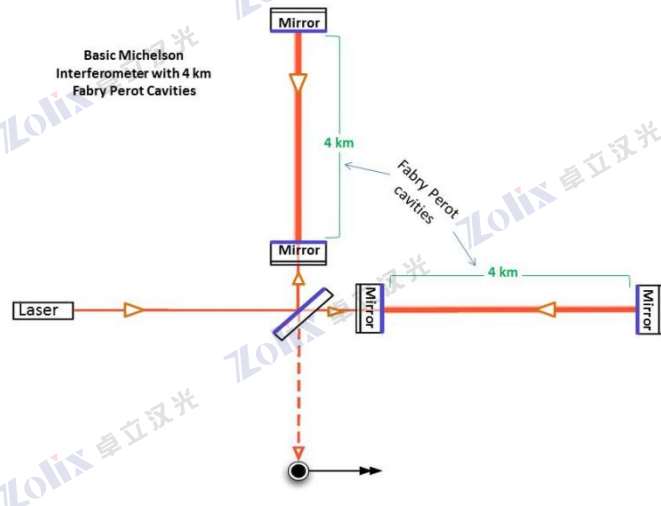 Mirror
Basic Michelson
Interferometer with 4 km
Fabry Perot Cavities
4 km
Fabry Perot
cavities
Mirror
4 km
Laser
Mirror
Mirror
Zolix 卓立汉光
Zolix 卓立汉光
Zolix 卓立汉光
Zolix 卓立汉光